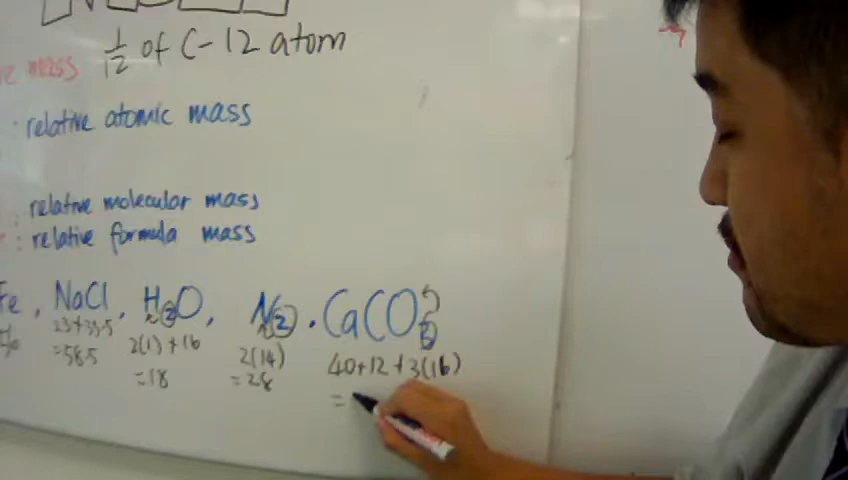 1/12 of C-12 atom
mass
relative atomic mass
relative molecular mass
: relative formula mass
Fe, NaCl, H2O, N2, CaCO3
23+35.5 2(1)+16 2(14) 40+12+3(16)
=58.5 =18 =28 =